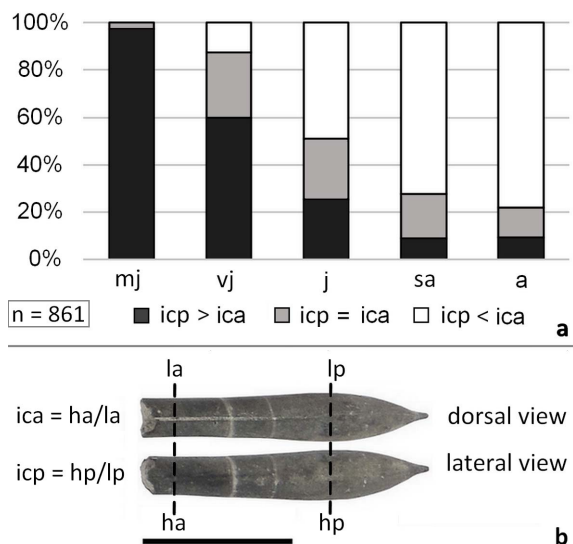 100%
80%
60%
40%
20%
0%
mj vj j sa a
n = 861 icp > ica icp = ica icp < ica a
la lp
ica = ha/la dorsal view
icp = hp/lp lateral view
ha hp
b